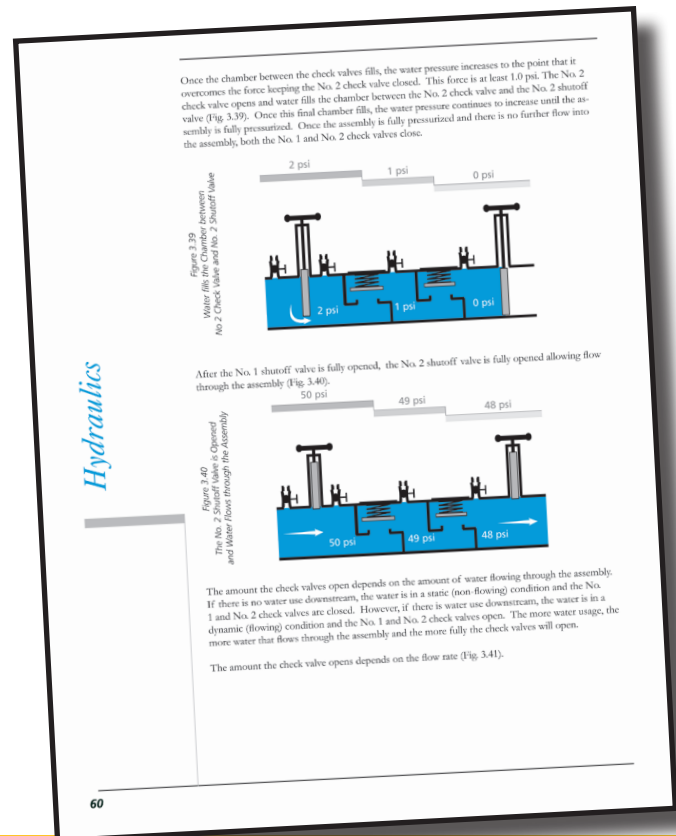 Once the chamber between the check valves fills, the water pressure increases to the point that it
overcomes the force keeping the No. 2 check valve closed.  This force is at least 1.0 psi. The No. 2
check valve opens and water fills the chamber between the No. 2 check valve and the No. 2 shutoff
valve (Fig. 3.39).  Once this final chamber fills, the water pressure continues to increase until the as-
sembly is fully pressurized.  Once the assembly is fully pressurized and there is no further flow into
the assembly, both the No. 1 and No. 2 check valves close.
Figure 3.39
Water fills the Chamber between
No 2 Check Valve and No. 2 Shutoff Valve
2 psi
1 psi
0 psi
2 psi
1 psi
0 psi
Hydraulics
After the No. 1 shutoff valve is fully opened,  the No. 2 shutoff valve is fully opened allowing flow
through the assembly (Fig. 3.40).
Figure 3.40
The No. 2 Shutoff Valve is Opened
and Water Flows through the Assembly
50 psi
49 psi
48 psi
50 psi
49 psi
48 psi
The amount the check valves open depends on the amount of water flowing through the assembly.
If there is no water use downstream, the water is in a static (non-flowing) condition and the No.
1 and No. 2 check valves are closed.  However, if there is water use downstream, the water is in a
dynamic (flowing) condition and the No. 1 and No. 2 check valves open.  The more water usage, the
more water that flows through the assembly and the more fully the check valves will open.
The amount the check valve opens depends on the flow rate (Fig. 3.41).
60